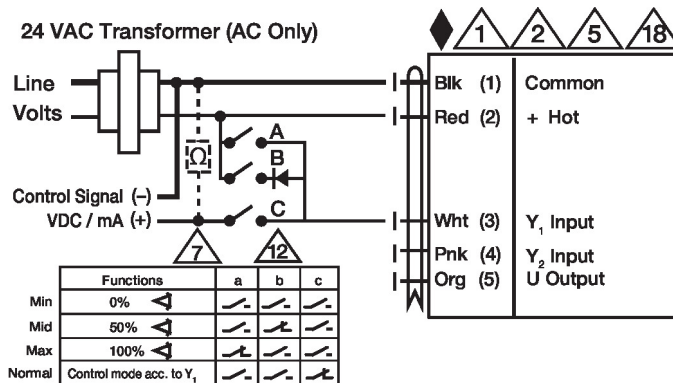 24 VAC Transformer (AC Only)
1 2 5 18
Line
Volts
Blk (1) Common
Red (2) + Hot
A
Ω
B
Control Signal (–)
VDC / mA (+)
C
Wht (3) Y₁ Input
7 12
Pnk (4) Y₂ Input
Org (5) U Output
Functions a b c
Min 0%
Mid 50%
Max 100%
Normal Control mode acc. to Y₁